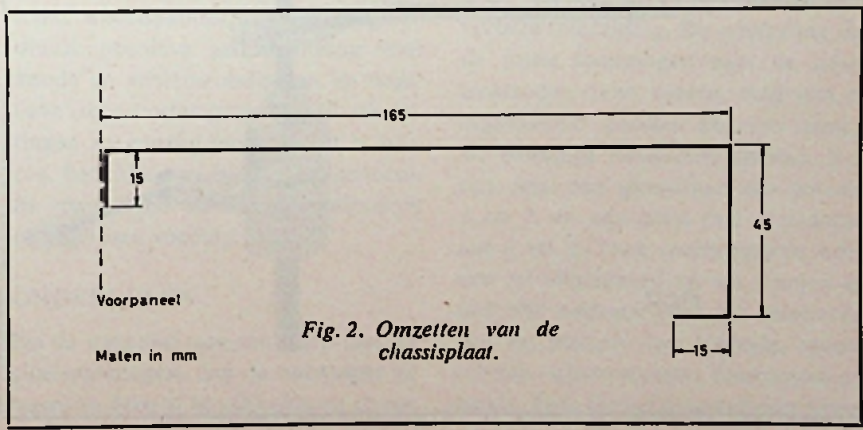 165
15
45
Voorpaneel
Fig. 2. Omzetten van de
chassisplaat.
Maten in mm
15